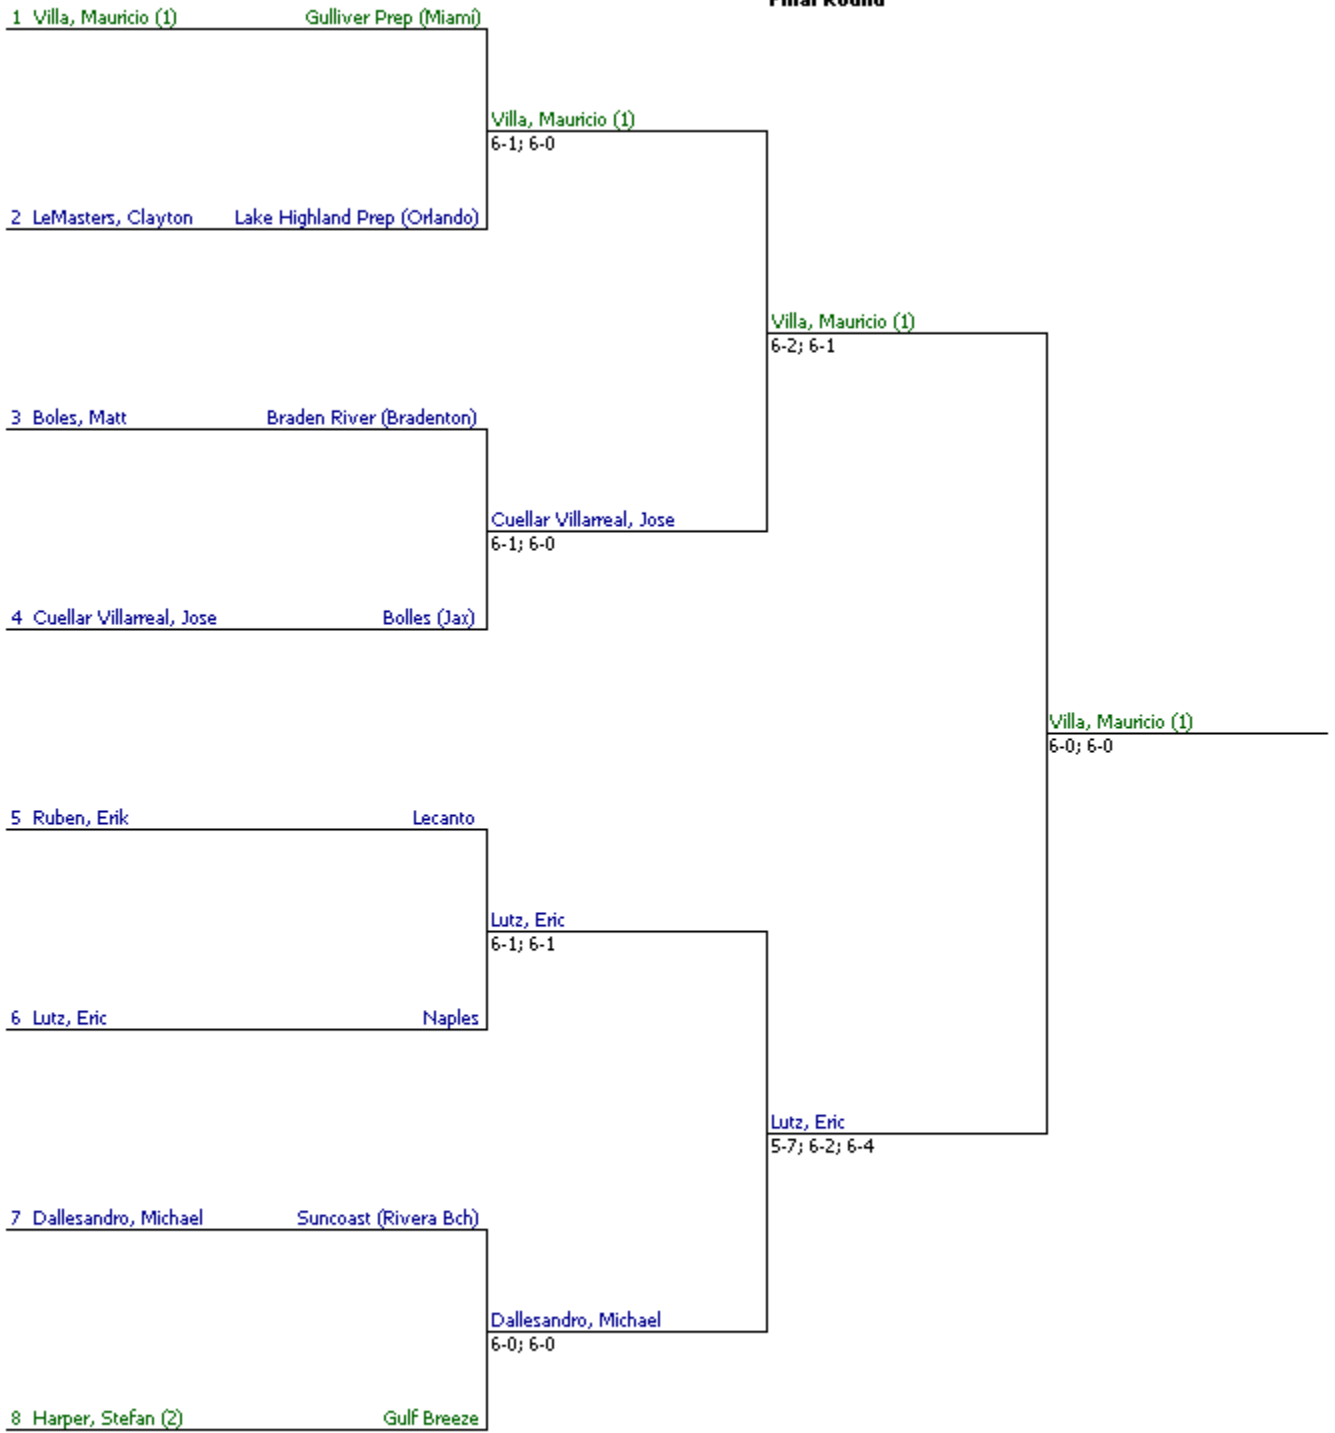 Final Round
1 Villa, Mauricio (1) Gulliver Prep (Miami)
Villa, Mauricio (1)
6-1; 6-0
2 LeMasters, Clayton Lake Highland Prep (Orlando)
Villa, Mauricio (1)
6-2; 6-1
3 Boles, Matt Braden River (Bradenton)
Cuellar Villarreal, Jose
6-1; 6-0
4 Cuellar Villarreal, Jose Bolles (Jax)
Villa, Mauricio (1)
6-0; 6-0
5 Ruben, Erik Lecanto
Lutz, Eric
6-1; 6-1
6 Lutz, Eric Naples
Lutz, Eric
5-7; 6-2; 6-4
7 Dallesandro, Michael Suncoast (Rivera Bch)
Dallesandro, Michael
6-0; 6-0
8 Harper, Stefan (2) Gulf Breeze